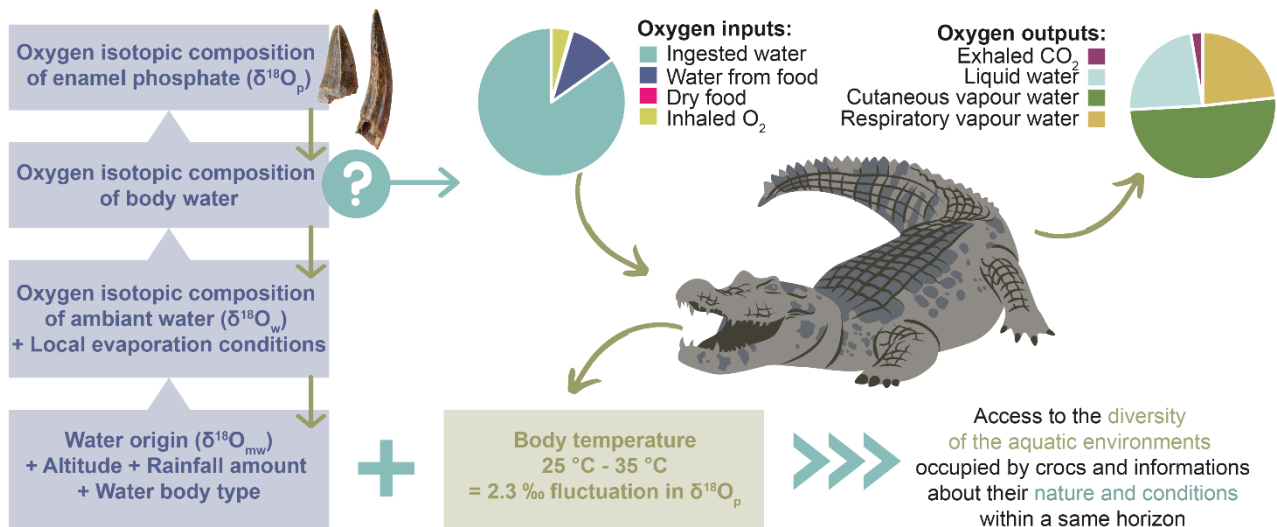 Oxygen isotopic composition
of enamel phosphate (δ¹⁸Oₚ)
Oxygen isotopic composition
of body water
?
Oxygen isotopic composition
of ambiant water (δ¹⁸O_w)
+ Local evaporation conditions
Water origin (δ¹⁸O_mw)
+ Altitude + Rainfall amount
+ Water body type
Oxygen inputs:
Ingested water
Water from food
Dry food
Inhaled O₂
Oxygen outputs:
Exhaled CO₂
Liquid water
Cutaneous vapour water
Respiratory vapour water
+
Body temperature
25 °C - 35 °C
= 2.3 ‰ fluctuation in δ¹⁸Oₚ
Access to the diversity
of the aquatic environments
occupied by crocs and informations
about their nature and conditions
within a same horizon